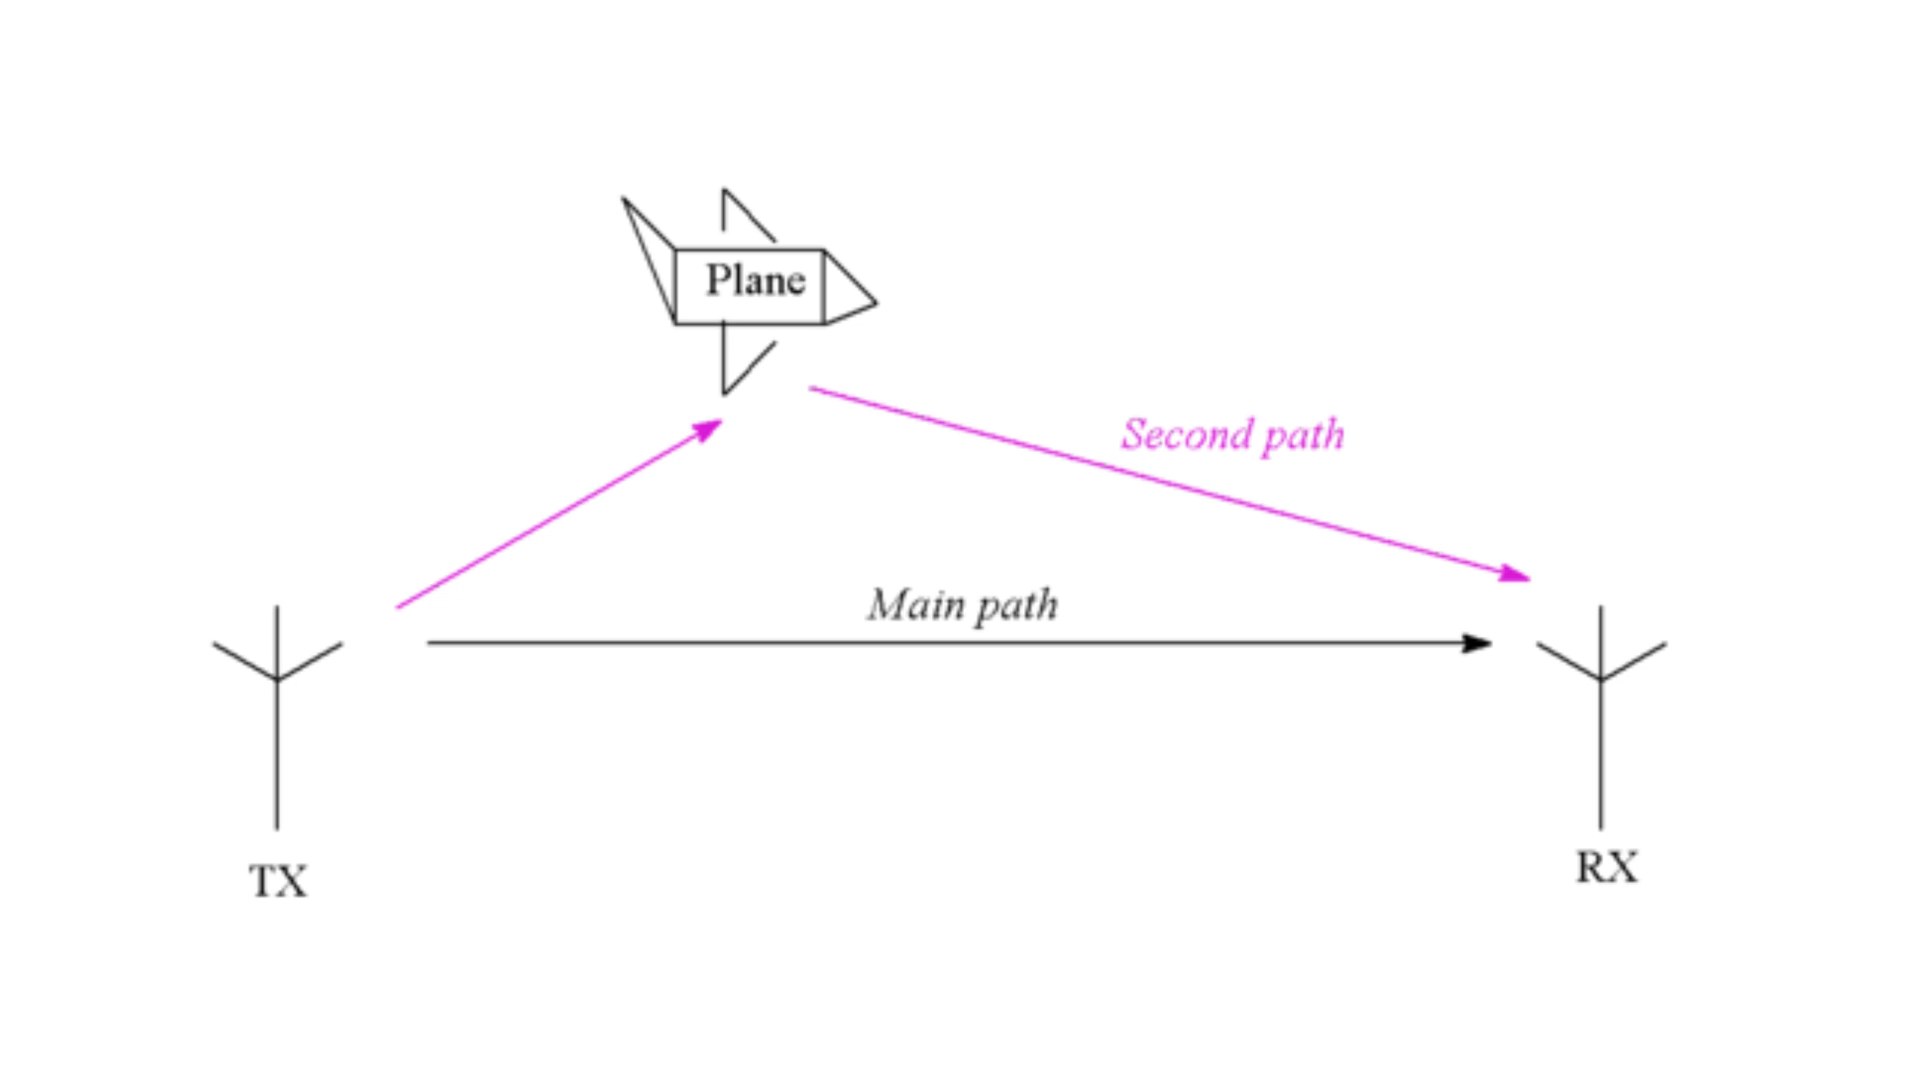 Plane
Second path
Main path
TX
RX